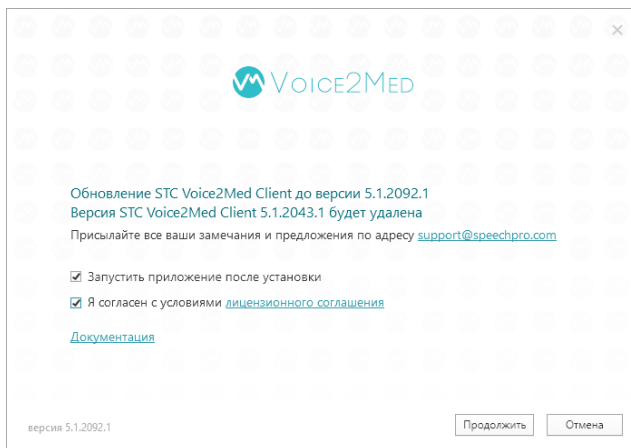 VOICE2MED
Обновление STC Voice2Med Client до версии 5.1.2092.1
Версия STC Voice2Med Client 5.1.2043.1 будет удалена
Присылайте все ваши замечания и предложения по адресу support@speechpro.com
Запустить приложение после установки
Я согласен с условиями лицензионного соглашения
Документация
версия 5.1.2092.1
Продолжить
Отмена